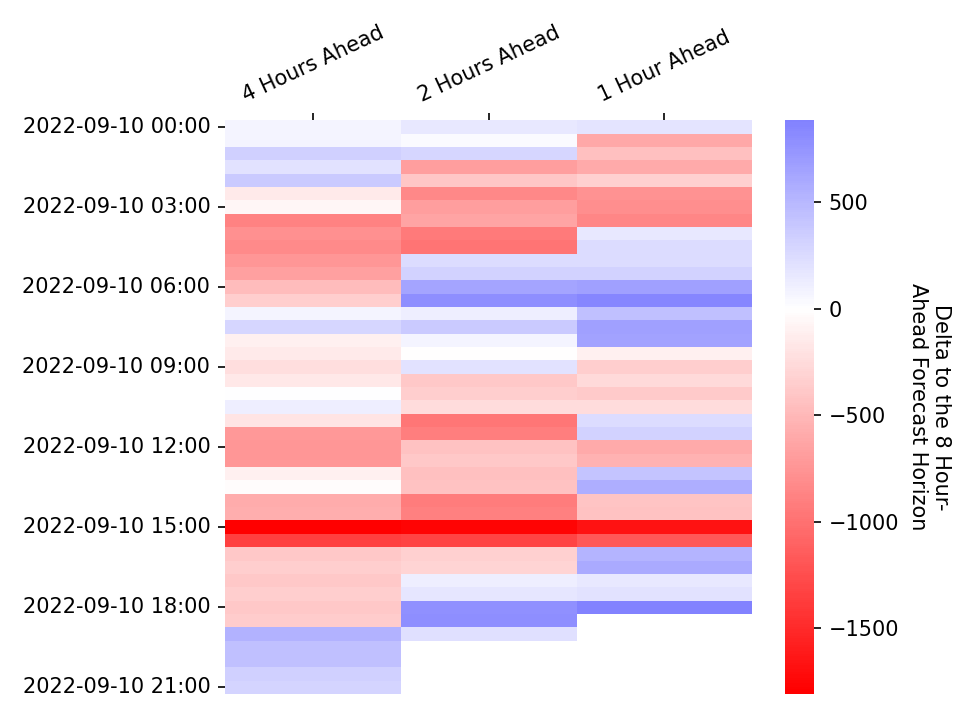 4 Hours Ahead
2 Hours Ahead
1 Hour Ahead
2022-09-10 00:00
2022-09-10 03:00
2022-09-10 06:00
2022-09-10 09:00
2022-09-10 12:00
2022-09-10 15:00
2022-09-10 18:00
2022-09-10 21:00
500
0
−500
−1000
−1500
Delta to the 8 Hour-
Ahead Forecast Horizon